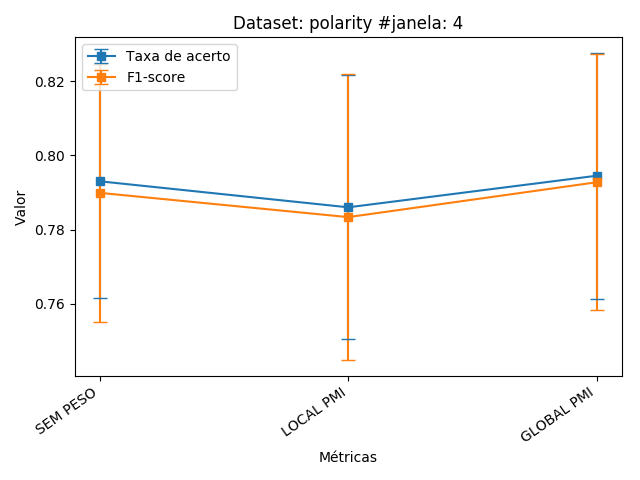 Dataset: polarity #janela: 4
Taxa de acerto
F1-score
Valor
0.82
0.80
0.78
0.76
SEM PESO
LOCAL PMI
GLOBAL PMI
Métricas